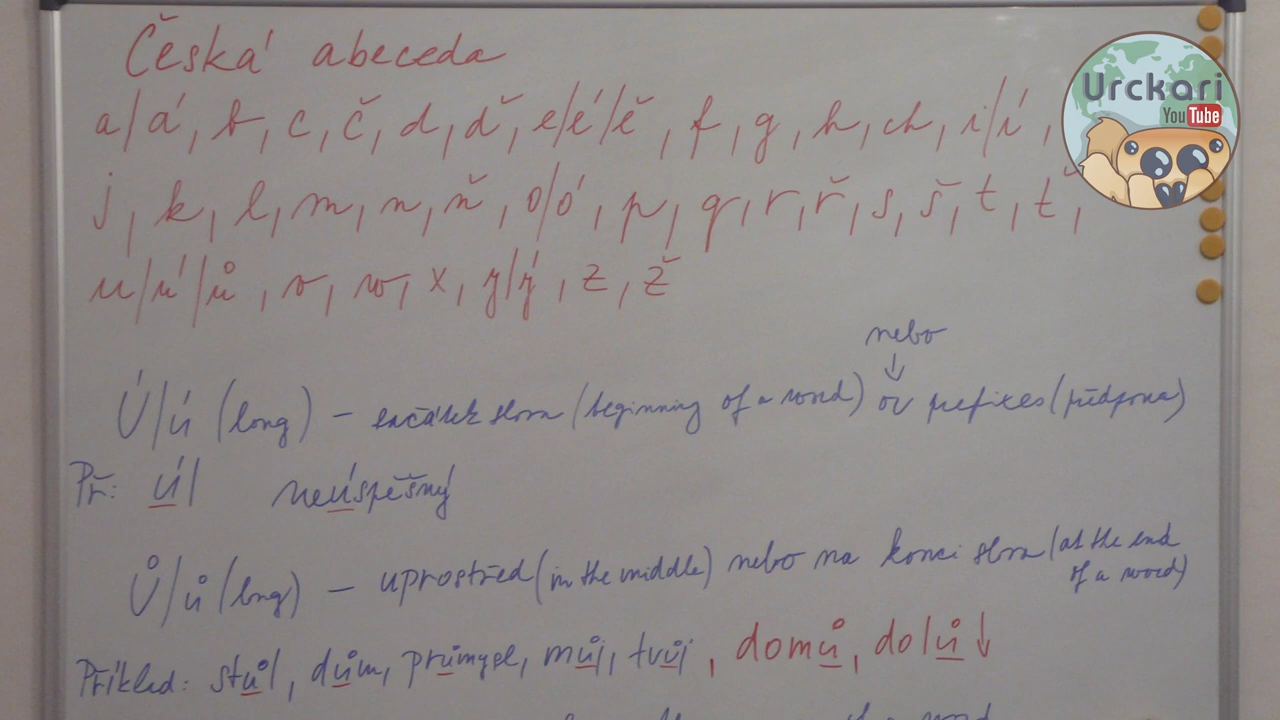 Česká abeceda
a/á, b, c, č, d, ď, e/é/ě, f, g, h, ch, i/í,
j, k, l, m, n, ň, o/ó, p, q, r, ř, s, š, t, ť,
u/ú/ů, v, w, x, y/ý, z, ž
nebo
↓
Ú/ú (long) – začátek slova (beginning of a word) or prefixes (předpona)
Př: úl neúspěšný
Ů/ů (long) – uprostřed (in the middle) nebo na konci slova (at the end
of a word)
Příklad: stůl, dům, průmysl, můj, tvůj, domů, dolů ↓
Urckari
YouTube